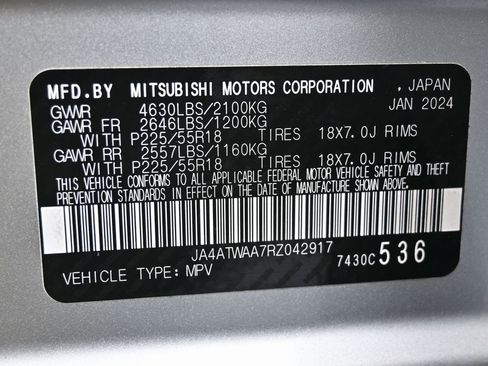 MFD.BY MITSUBISHI MOTORS CORPORATION , JAPAN
GVWR 4630LBS/2100KG JAN 2024
GAWR FR 2646LBS/1200KG
WITH P225/55R18 TIRES 18X7.0J RIMS
GAWR RR 2557LBS/1160KG
WITH P225/55R18 TIRES 18X7.0J RIMS
THIS VEHICLE CONFORMS TO ALL APPLICABLE FEDERAL MOTOR VEHICLE SAFETY AND THEFT
PREVENTION STANDARDS IN EFFECT ON THE DATE OF MANUFACTURE SHOWN ABOVE.
JA4ATWAA7RZ042917
VEHICLE TYPE: MPV 7430C 536